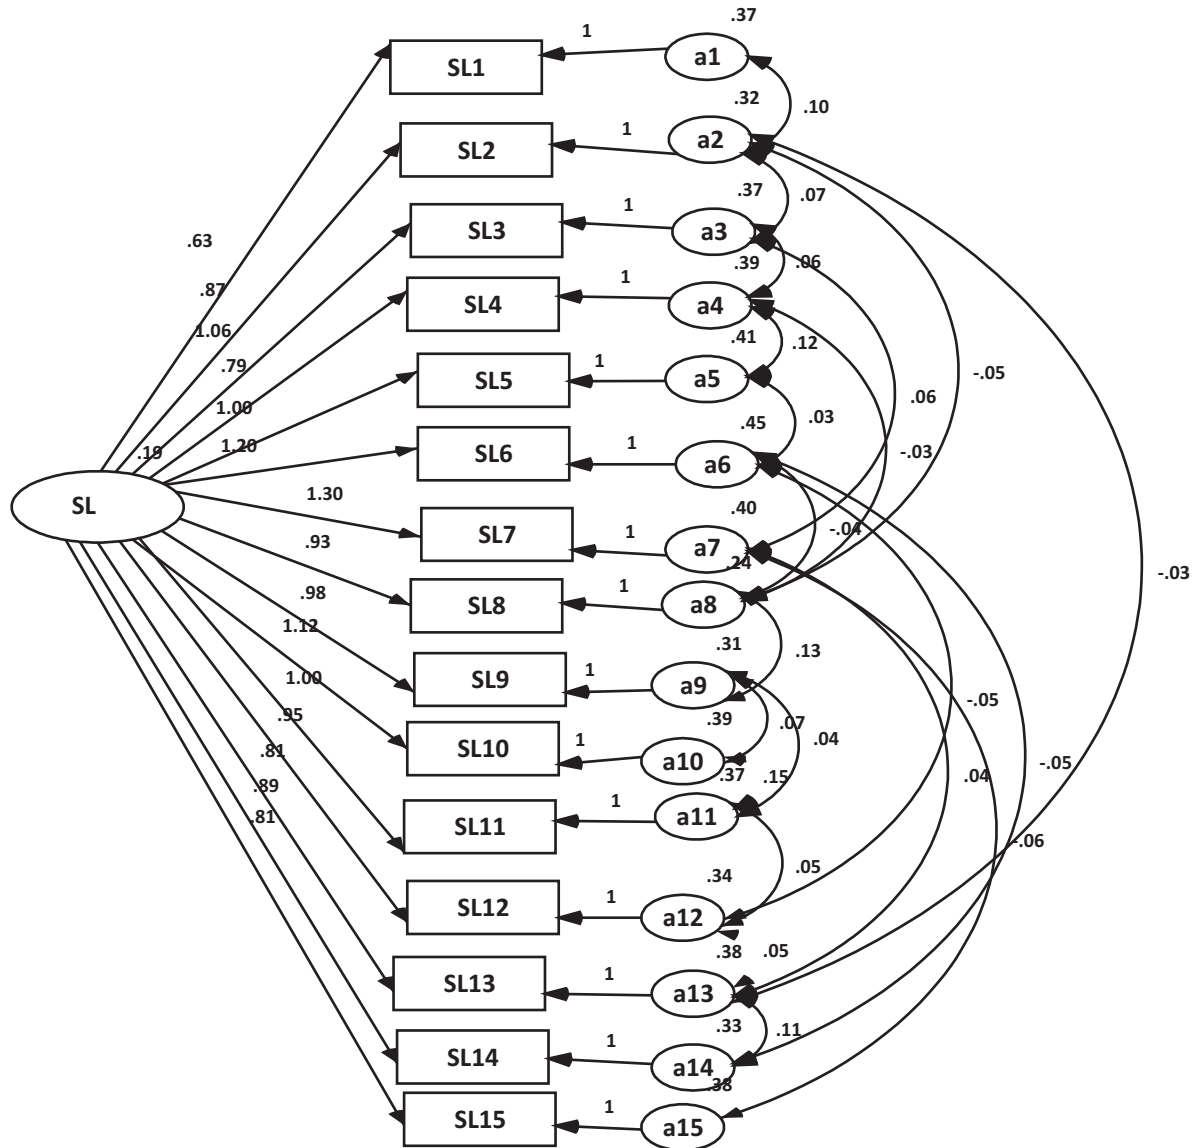 .37
1
SL1
a1
.32
.10
1
SL2
a2
.37
.07
1
SL3
a3
.63
.39
.06
1
.87
SL4
a4
1.06
.41
.12
.79
1
SL5
a5
-.05
.06
1.00
.45
.03
1.20
.19
1
SL6
a6
-.03
1.30
SL
.40
-.04
.93
1
SL7
a7
.24
-.03
.98
1
SL8
a8
1.12
.31
.13
1.00
1
SL9
a9
-.05
.95
.39
.07
.04
.81
1
SL10
a10
-.05
.89
.37
.15
.04
.81
1
SL11
a11
-.06
.34
.05
1
SL12
a12
.38
.05
1
SL13
a13
.33
.11
1
SL14
a14
.38
1
SL15
a15